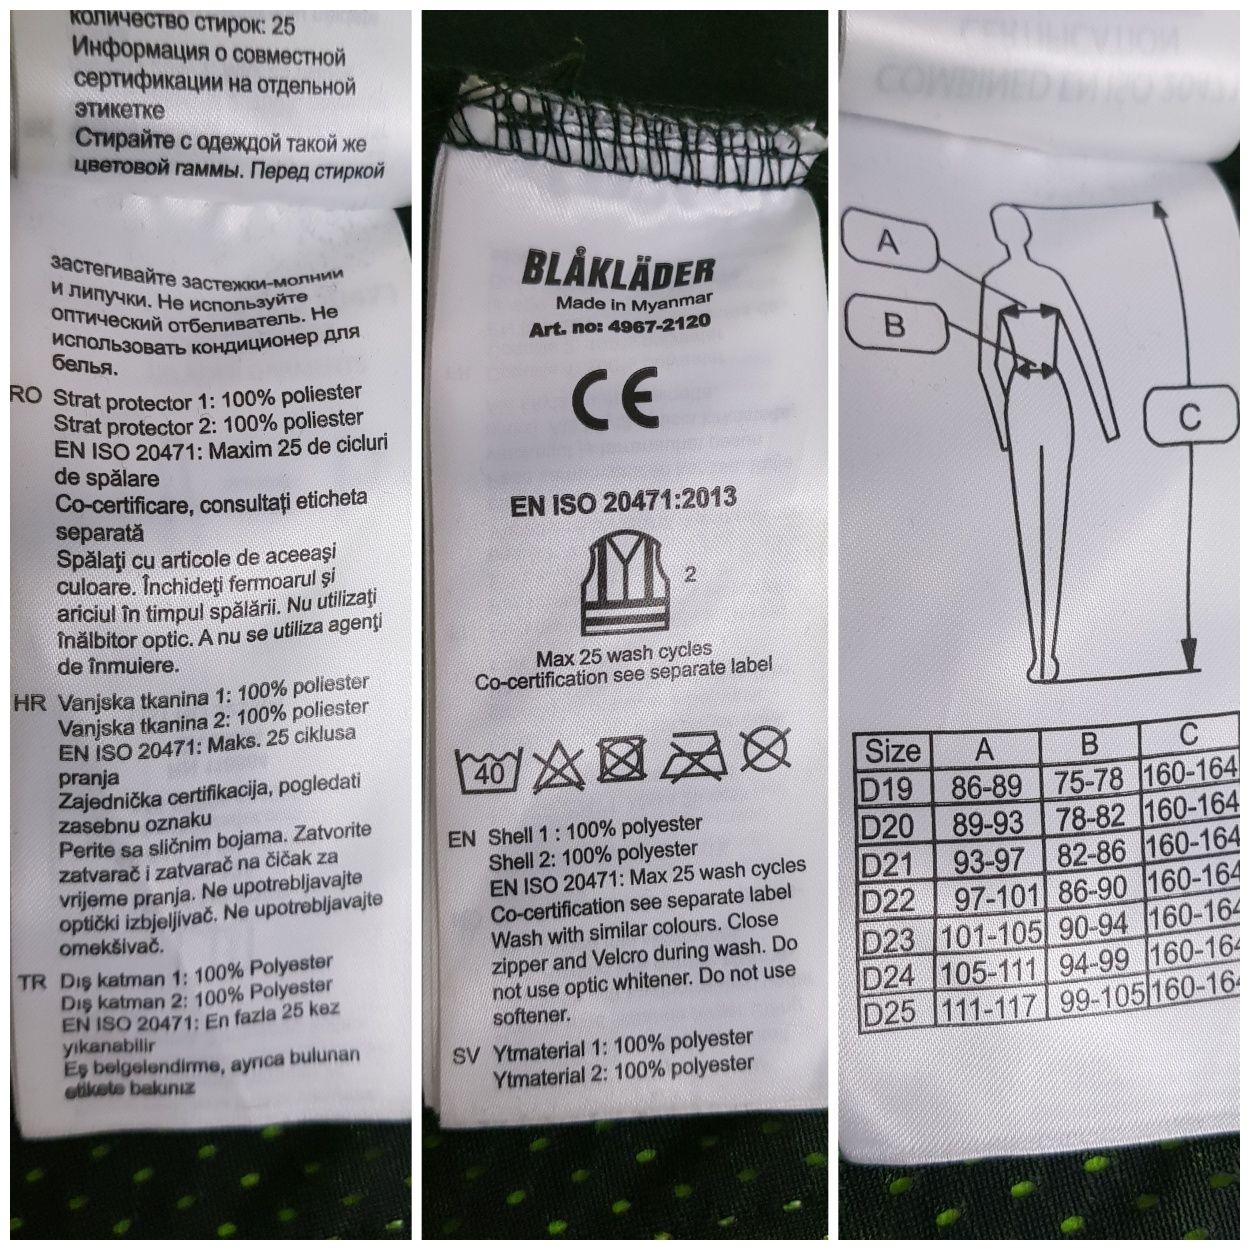 количество стирок: 25
Информация о совместной
сертификации на отдельной
этикетке
Стирайте с одеждой такой же
цветовой гаммы. Перед стиркой
застегивайте застежки-молнии
и липучки. Не используйте
оптический отбеливатель. Не
использовать кондиционер для
белья.
RO Strat protector 1: 100% poliester
Strat protector 2: 100% poliester
EN ISO 20471: Maxim 25 de cicluri
de spălare
Co-certificare, consultați eticheta
separată
Spălați cu articole de aceeași
culoare. Închideți fermoarul și
ariciul în timpul spălării. Nu utilizați
înălbitor optic. A nu se utiliza agenți
de înmuiere.
HR Vanjska tkanina 1: 100% poliester
Vanjska tkanina 2: 100% poliester
EN ISO 20471: Maks. 25 ciklusa
pranja
Zajednička certifikacija, pogledati
zasebnu oznaku
Perite sa sličnim bojama. Zatvorite
zatvarač i zatvarač na čičak za
vrijeme pranja. Ne upotrebljavajte
optički izbjeljivač. Ne upotrebljavajte
omekšivač.
TR Dış katman 1: 100% Polyester
Dış katman 2: 100% Polyester
EN ISO 20471: En fazla 25 kez
yıkanabilir
Eş belgelendirme, ayrıca bulunan
etikete bakınız
BLÅKLÄDER
Made in Myanmar
Art. no: 4967-2120
CE
EN ISO 20471:2013
2
Max 25 wash cycles
Co-certification see separate label
40
EN Shell 1 : 100% polyester
Shell 2: 100% polyester
EN ISO 20471: Max 25 wash cycles
Co-certification see separate label
Wash with similar colours. Close
zipper and Velcro during wash. Do
not use optic whitener. Do not use
softener.
SV Ytmaterial 1: 100% polyester
Ytmaterial 2: 100% polyester
CERTIFICATION
COMBINED EN ISO 20471
A
B
C
Size A B C
D19 86-89 75-78 160-164
D20 89-93 78-82 160-164
D21 93-97 82-86 160-164
D22 97-101 86-90 160-164
D23 101-105 90-94 160-164
D24 105-111 94-99 160-164
D25 111-117 99-105 160-164